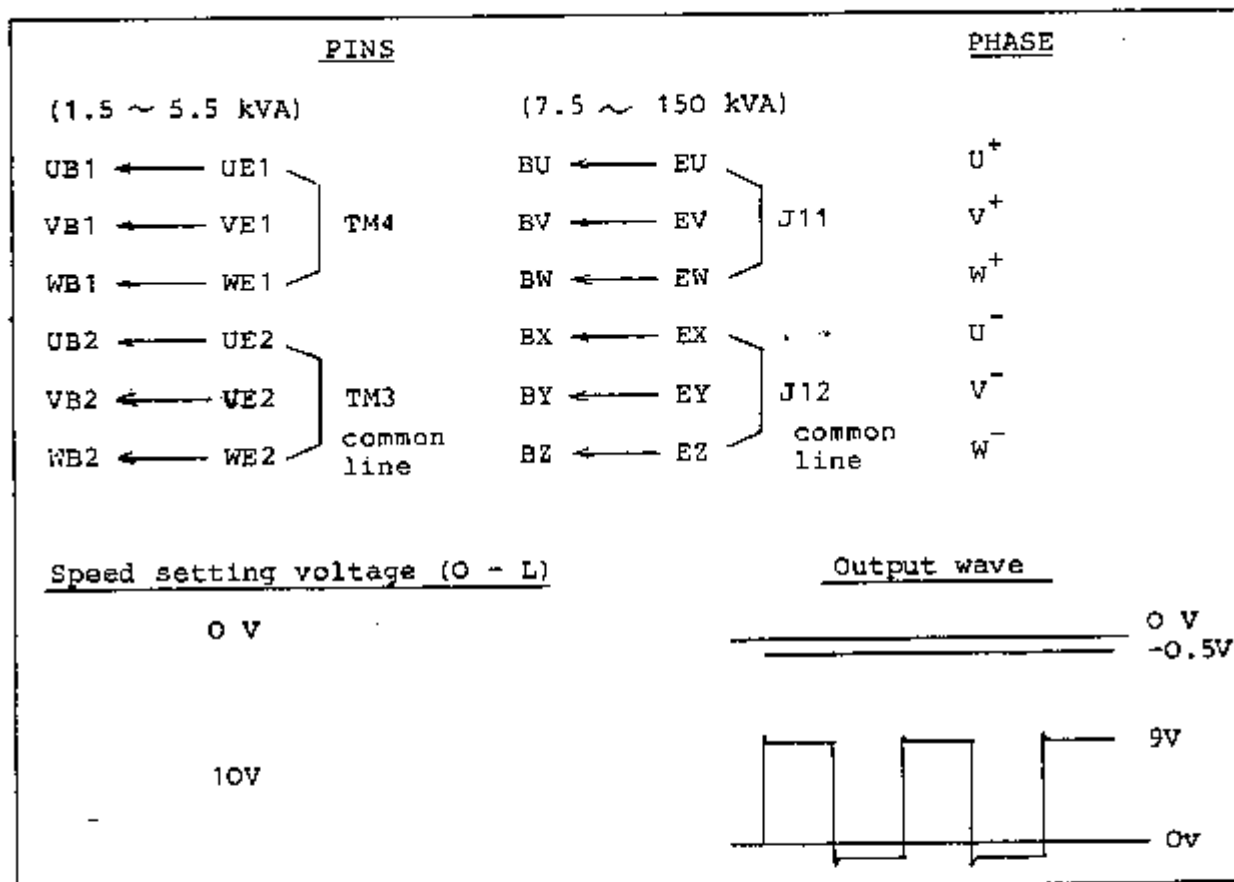 PINS PHASE
(1.5 ~ 5.5 kVA) (7.5 ~ 150 kVA)
UB1 UE1 BU EU U+
VB1 VE1 TM4 BV EV J11 V+
WB1 WE1 BW EW W+
UB2 UE2 BX EX U-
VB2 VE2 TM3 BY EY J12 V-
common line common line
WB2 WE2 BZ EZ W-
Speed setting voltage (O - L) Output wave
0 V 0 V
-0.5V
9V
10V
0v